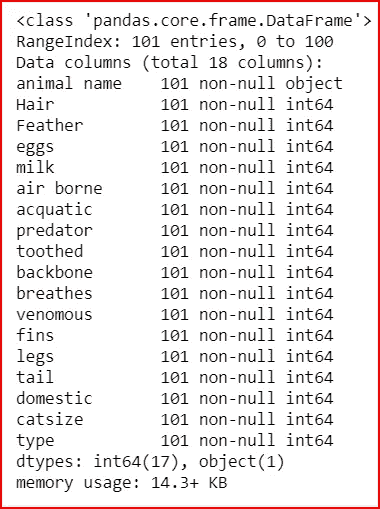 <class 'pandas.core.frame.DataFrame'>
RangeIndex: 101 entries, 0 to 100
Data columns (total 18 columns):
animal name    101 non-null object
Hair           101 non-null int64
Feather        101 non-null int64
eggs           101 non-null int64
milk           101 non-null int64
air borne      101 non-null int64
acquatic       101 non-null int64
predator       101 non-null int64
toothed        101 non-null int64
backbone       101 non-null int64
breathes       101 non-null int64
venomous       101 non-null int64
fins           101 non-null int64
legs           101 non-null int64
tail           101 non-null int64
domestic       101 non-null int64
catsize        101 non-null int64
type           101 non-null int64
dtypes: int64(17), object(1)
memory usage: 14.3+ KB